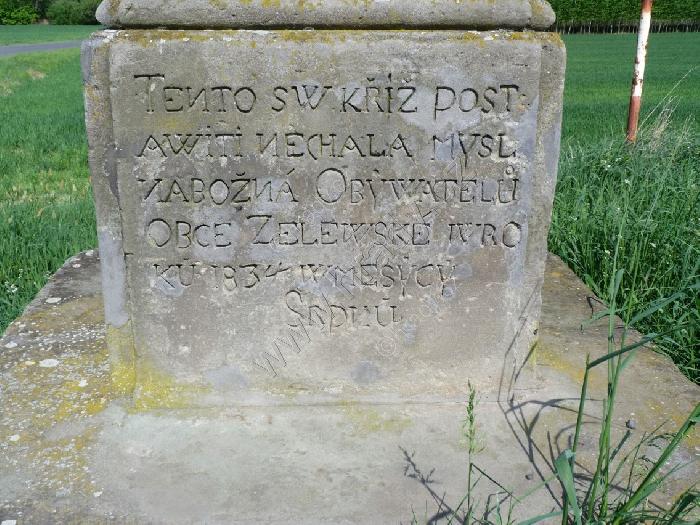 TENTO SW KŘIŽ POST
AWITI NECHALA MYSL
NABOŽNÁ OBYWATELŮ
OBCE ZELEWSKÉ W RO
KU 1834 W MĚSYCY
SRPNU